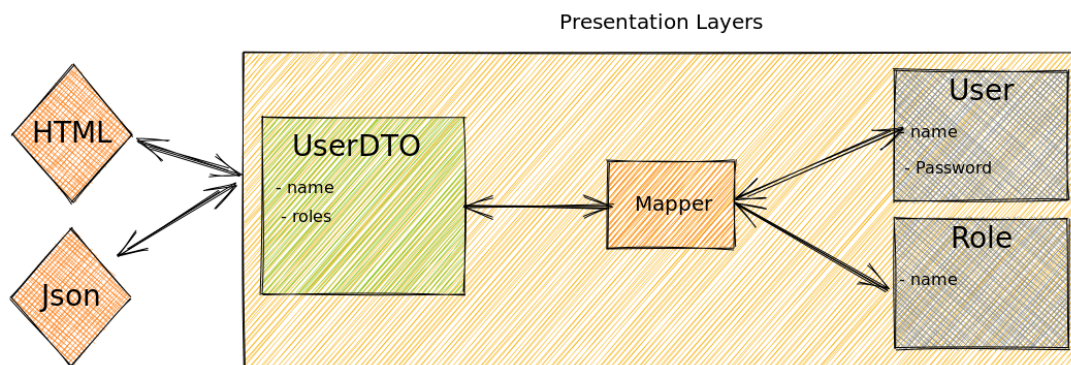 Presentation Layers
HTML
Json
UserDTO
- name
- roles
Mapper
User
- name
- Password
Role
- name